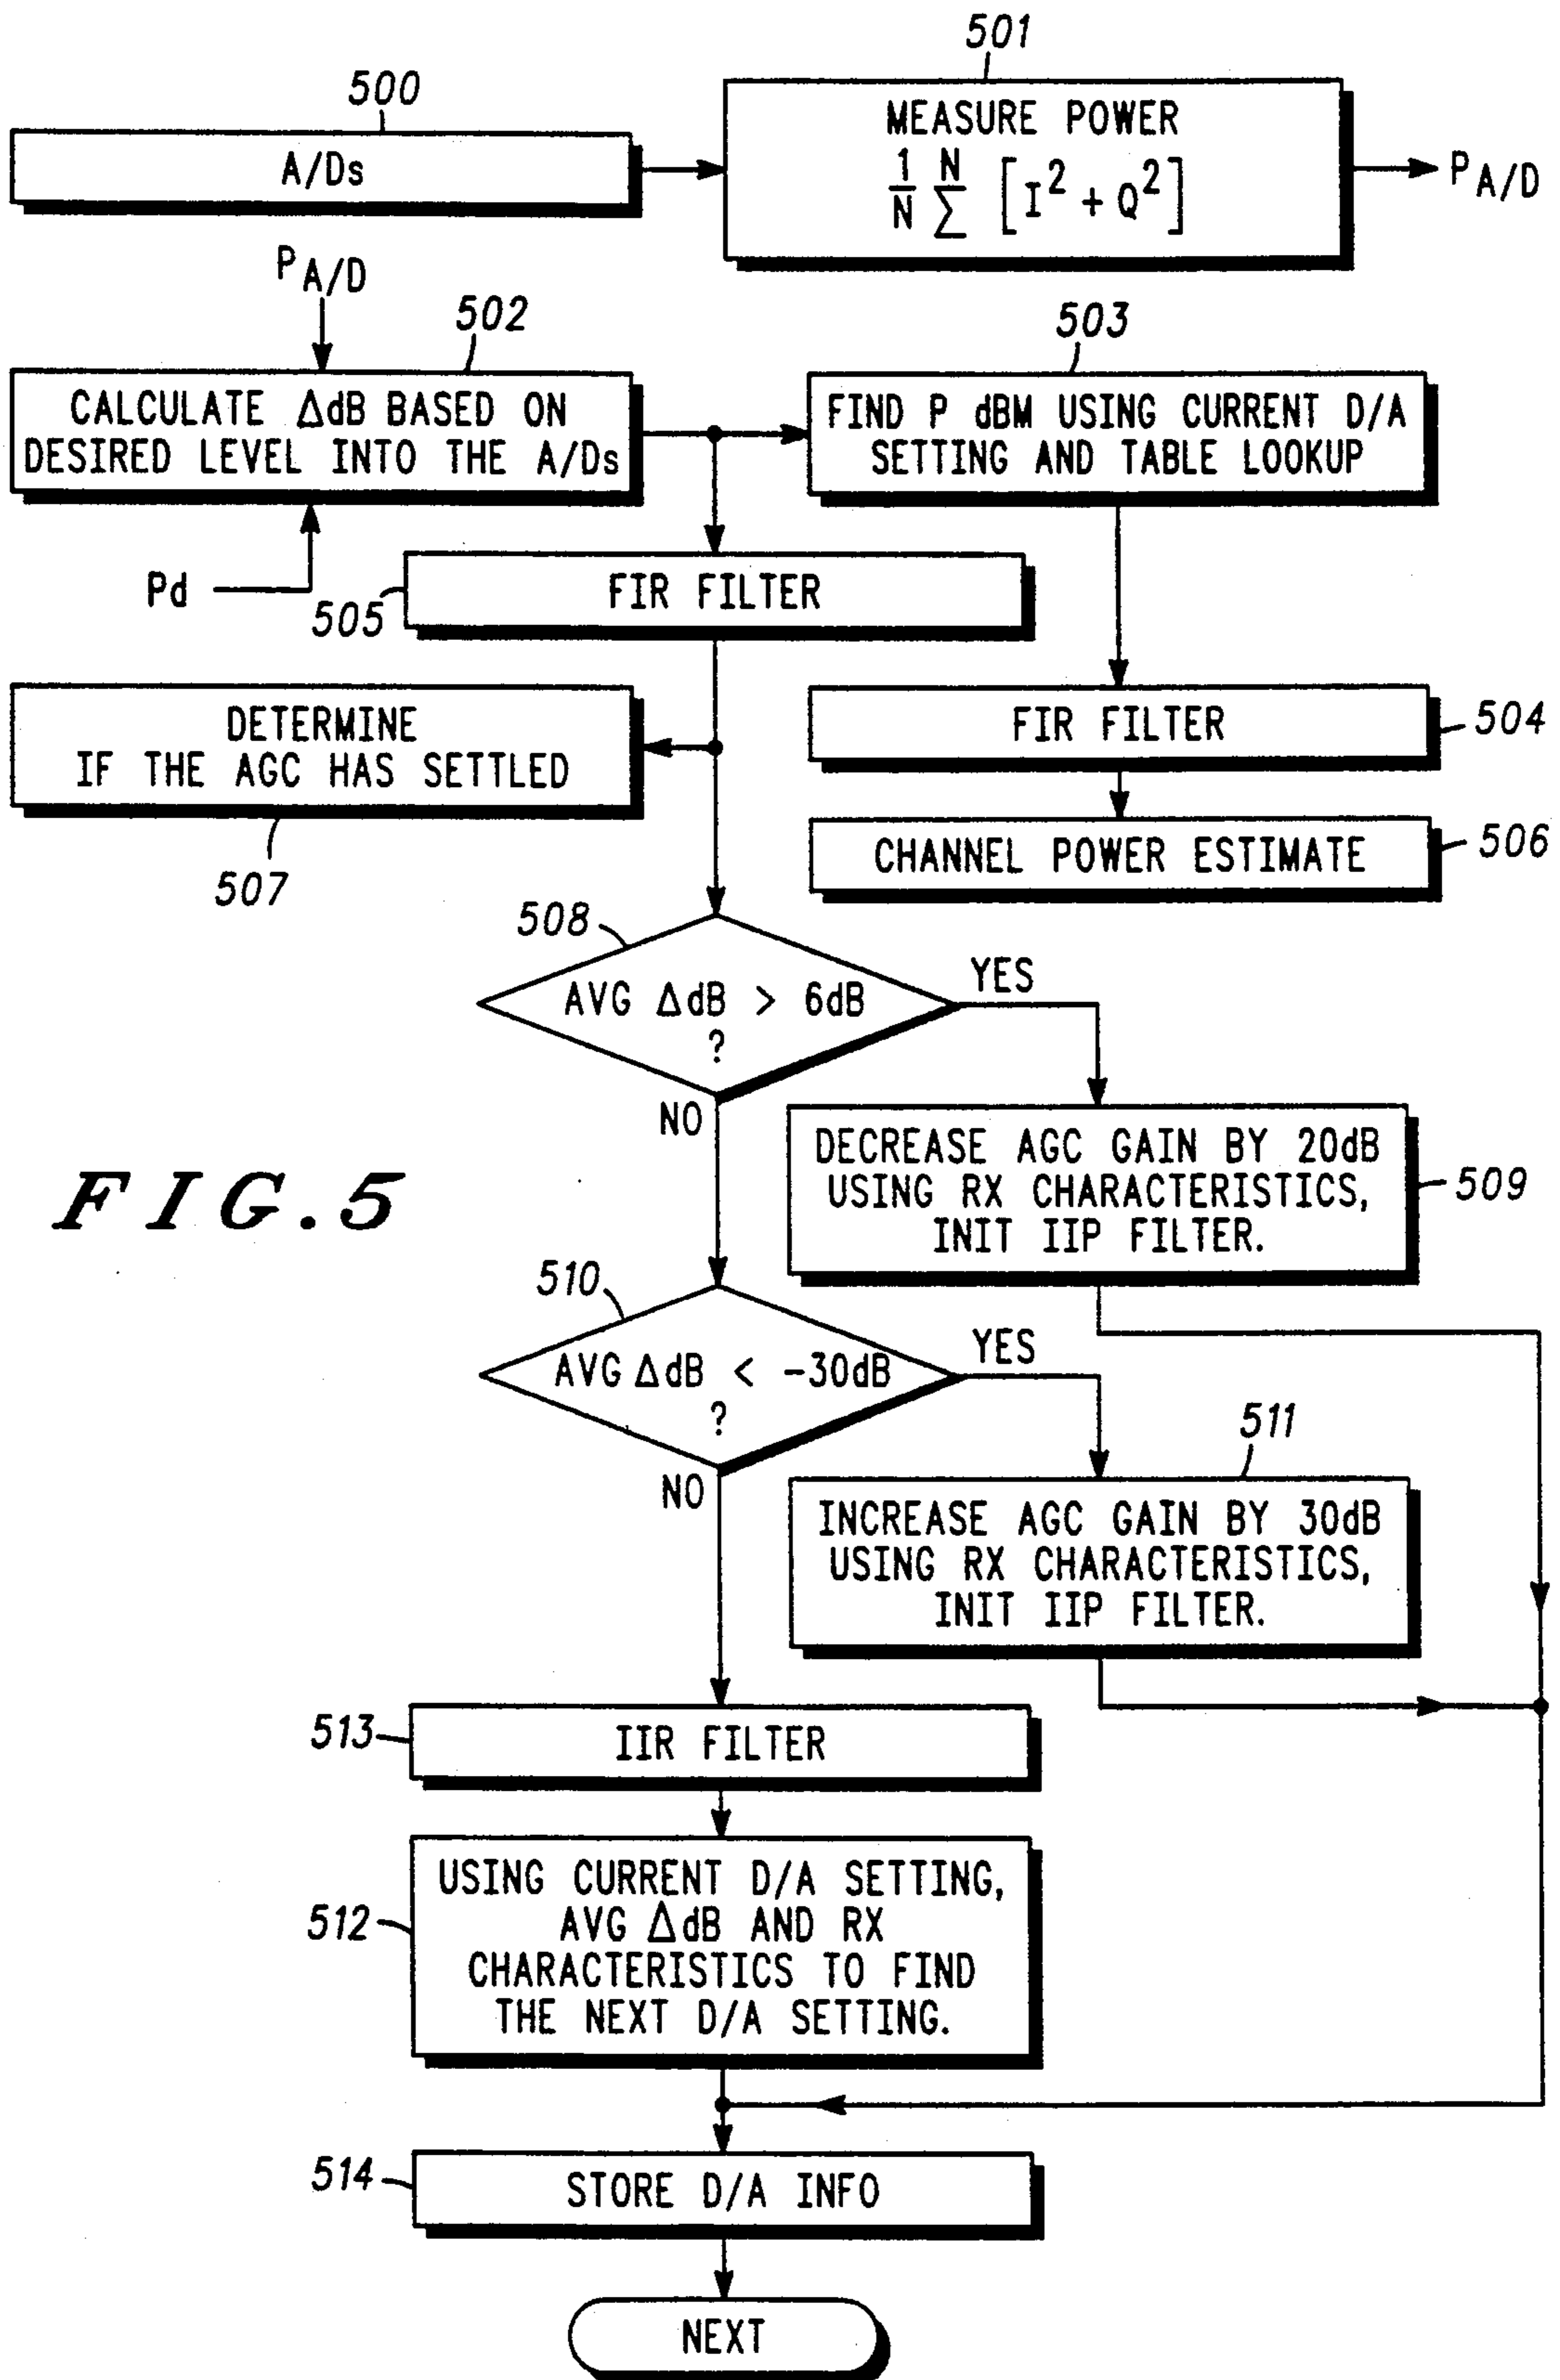 501
500
MEASURE POWER
1/N N∑ [I² + Q²]
A/Ds
P A/D
P A/D
502
503
CALCULATE ΔdB BASED ON
DESIRED LEVEL INTO THE A/Ds
FIND P dBM USING CURRENT D/A
SETTING AND TABLE LOOKUP
Pd
505
FIR FILTER
DETERMINE
IF THE AGC HAS SETTLED
507
FIR FILTER
504
CHANNEL POWER ESTIMATE
506
508
AVG ΔdB > 6dB
?
YES
NO
DECREASE AGC GAIN BY 20dB
USING RX CHARACTERISTICS,
INIT IIP FILTER.
509
FIG.5
510
AVG ΔdB < -30dB
?
YES
NO
511
INCREASE AGC GAIN BY 30dB
USING RX CHARACTERISTICS,
INIT IIP FILTER.
513
IIR FILTER
512
USING CURRENT D/A SETTING,
AVG ΔdB AND RX
CHARACTERISTICS TO FIND
THE NEXT D/A SETTING.
514
STORE D/A INFO
NEXT